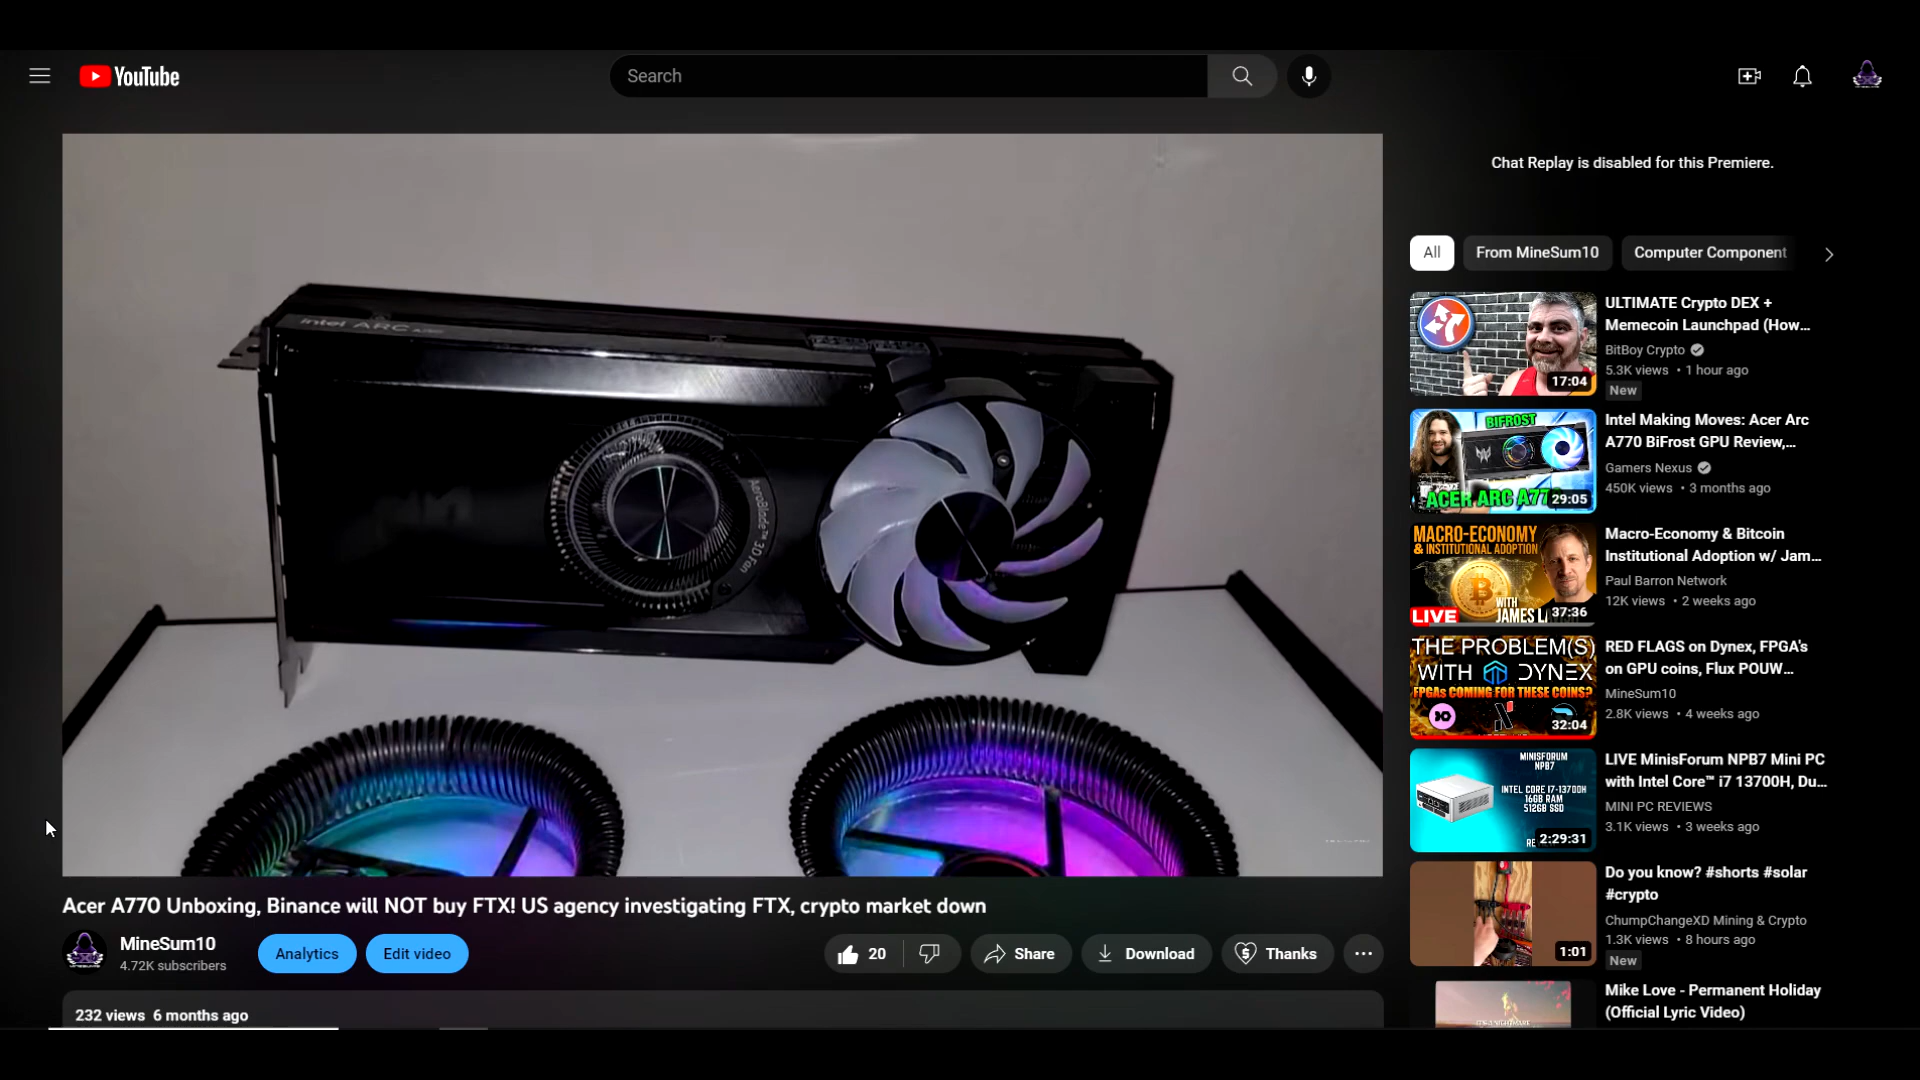 YouTube
Search
Chat Replay is disabled for this Premiere.
All
From MineSum10
Computer Component
intel ARC
AeroBlade™ 3D Fan
Acer A770 Unboxing, Binance will NOT buy FTX! US agency investigating FTX, crypto market down
MineSum10
4.72K subscribers
Analytics
Edit video
20
Share
Download
Thanks
232 views 6 months ago
17:04
ULTIMATE Crypto DEX +
Memecoin Launchpad (How...
BitBoy Crypto
5.3K views • 1 hour ago
New
BIFROST
ACER ARC A77
29:05
Intel Making Moves: Acer Arc
A770 BiFrost GPU Review,...
Gamers Nexus
450K views • 3 months ago
MACRO-ECONOMY
& INSTITUTIONAL ADOPTION
WITH
LIVE
JAMES L
37:36
Macro-Economy & Bitcoin
Institutional Adoption w/ Jam...
Paul Barron Network
12K views • 2 weeks ago
THE PROBLEM(S)
WITH DYNEX
FPGAs COMING FOR THESE COINS?
32:04
RED FLAGS on Dynex, FPGA's
on GPU coins, Flux POUW...
MineSum10
2.8K views • 4 weeks ago
MINISFORUM
NPB7
INTEL CORE I7-13700H
16GB RAM
512GB SSD
RE
2:29:31
LIVE MinisForum NPB7 Mini PC
with Intel Core™ i7 13700H, Du...
MINI PC REVIEWS
3.1K views • 3 weeks ago
1:01
Do you know? #shorts #solar
#crypto
ChumpChangeXD Mining & Crypto
1.3K views • 8 hours ago
New
Mike Love - Permanent Holiday
(Official Lyric Video)